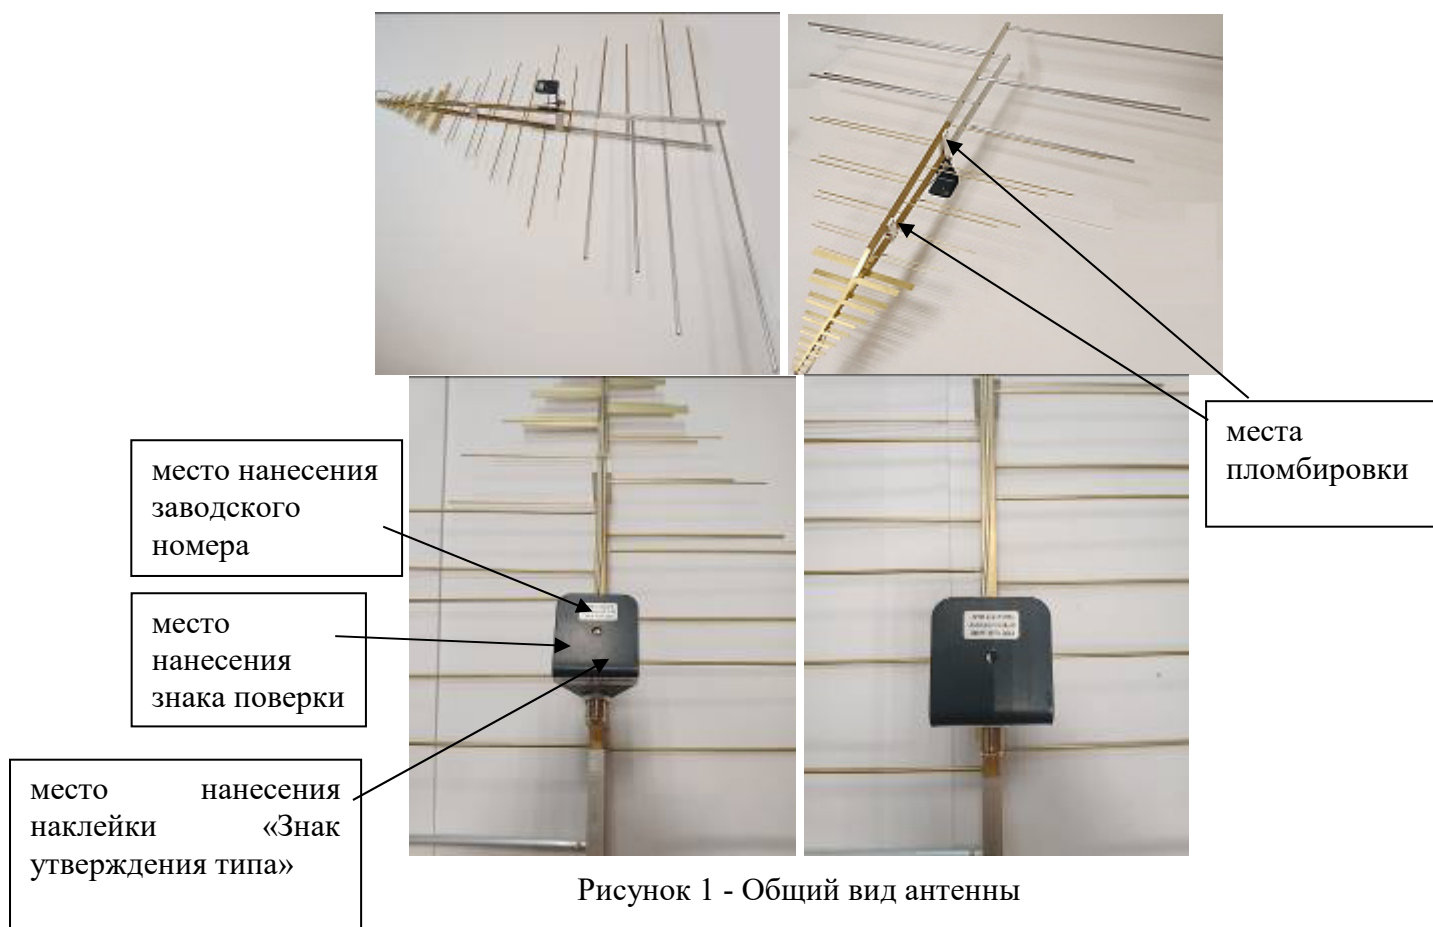 места
пломбировки
место нанесения
заводского
номера
место
нанесения
знака поверки
место нанесения
наклейки «Знак
утверждения типа»
Рисунок 1 - Общий вид антенны